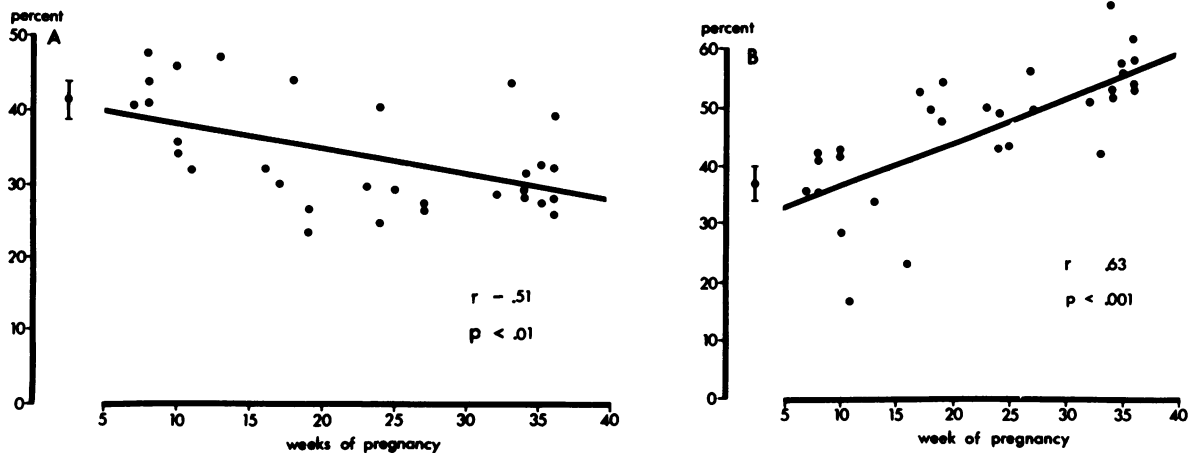 percent
A
50
40
30
20
10
0
r - .51
p < .01
5 10 15 20 25 30 35 40
weeks of pregnancy
percent
B
60
50
40
30
20
10
0
r .63
p < .001
5 10 15 20 25 30 35 40
week of pregnancy